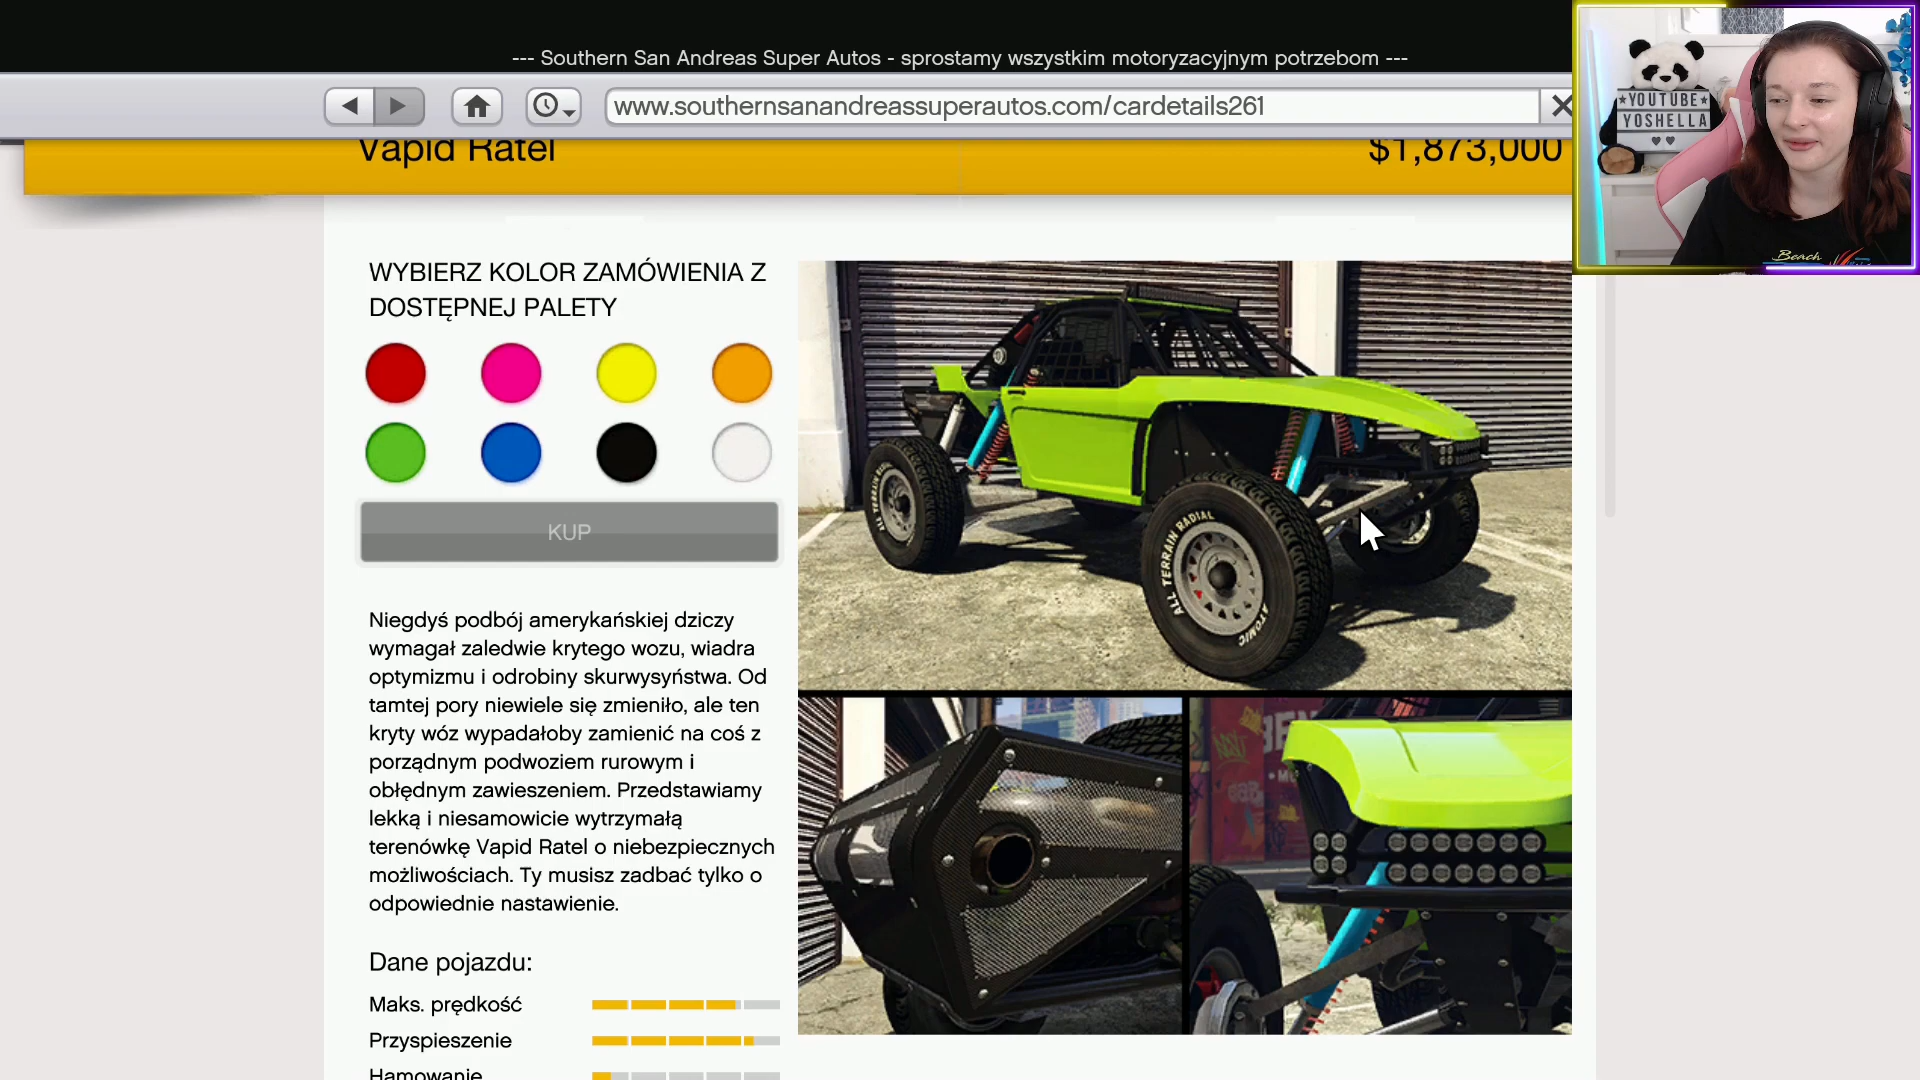 --- Southern San Andreas Super Autos - sprostamy wszystkim motoryzacyjnym potrzebom ---
www.southernsanandreassuperautos.com/cardetails261
Vapid Ratel
$1,873,000
★YOUTUBE★
YOSHELLA
Beach
WYBIERZ KOLOR ZAMÓWIENIA Z
DOSTĘPNEJ PALETY
KUP
ALL TERRAIN RADIAL
ATOMIC
ALL TERRAIN
Niegdyś podbój amerykańskiej dziczy
wymagał zaledwie krytego wozu, wiadra
optymizmu i odrobiny skurwysyństwa. Od
tamtej pory niewiele się zmieniło, ale ten
kryty wóz wypadałoby zamienić na coś z
porządnym podwoziem rurowym i
obłędnym zawieszeniem. Przedstawiamy
lekką i niesamowicie wytrzymałą
terenówkę Vapid Ratel o niebezpiecznych
możliwościach. Ty musisz zadbać tylko o
odpowiednie nastawienie.
Dane pojazdu:
Maks. prędkość
Przyspieszenie
Hamowanie